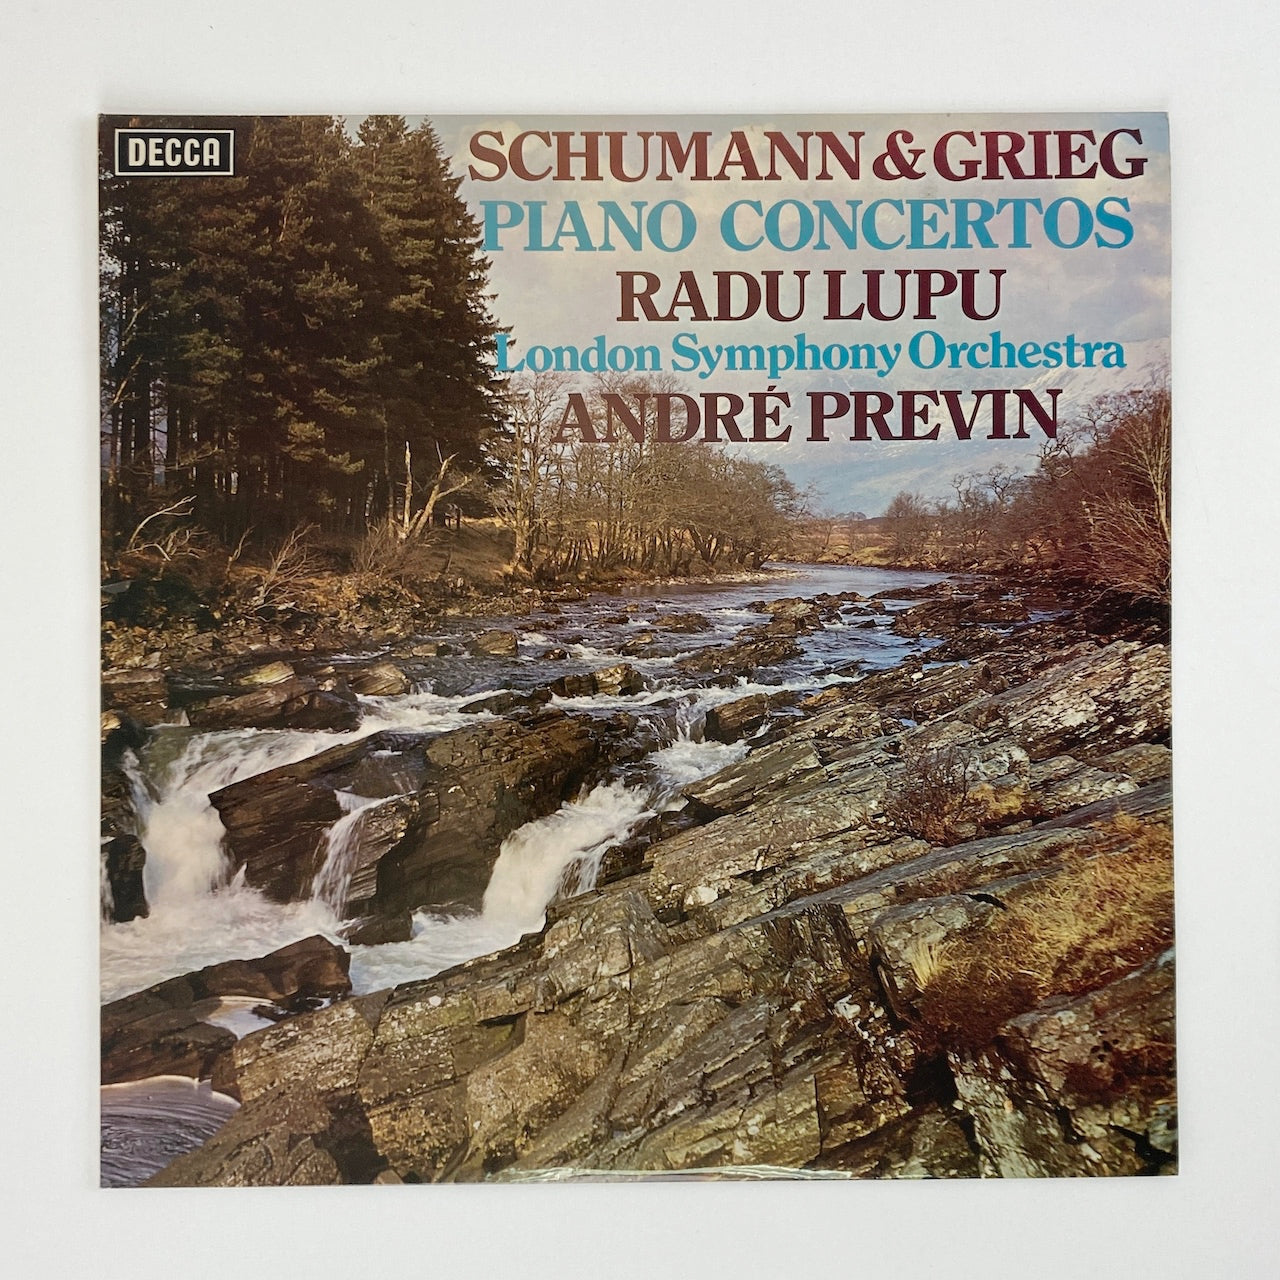 DECCA
SCHUMANN & GRIEG
PIANO CONCERTOS
RADU LUPU
London Symphony Orchestra
ANDRÉ PREVIN